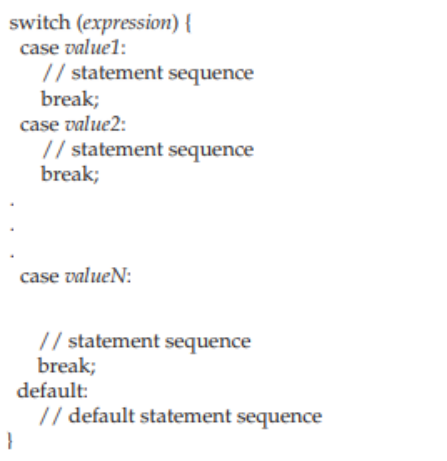 switch (expression) {
case value1:
// statement sequence
break;
case value2:
// statement sequence
break;
.
.
.
case valueN:
// statement sequence
break;
default:
// default statement sequence
}